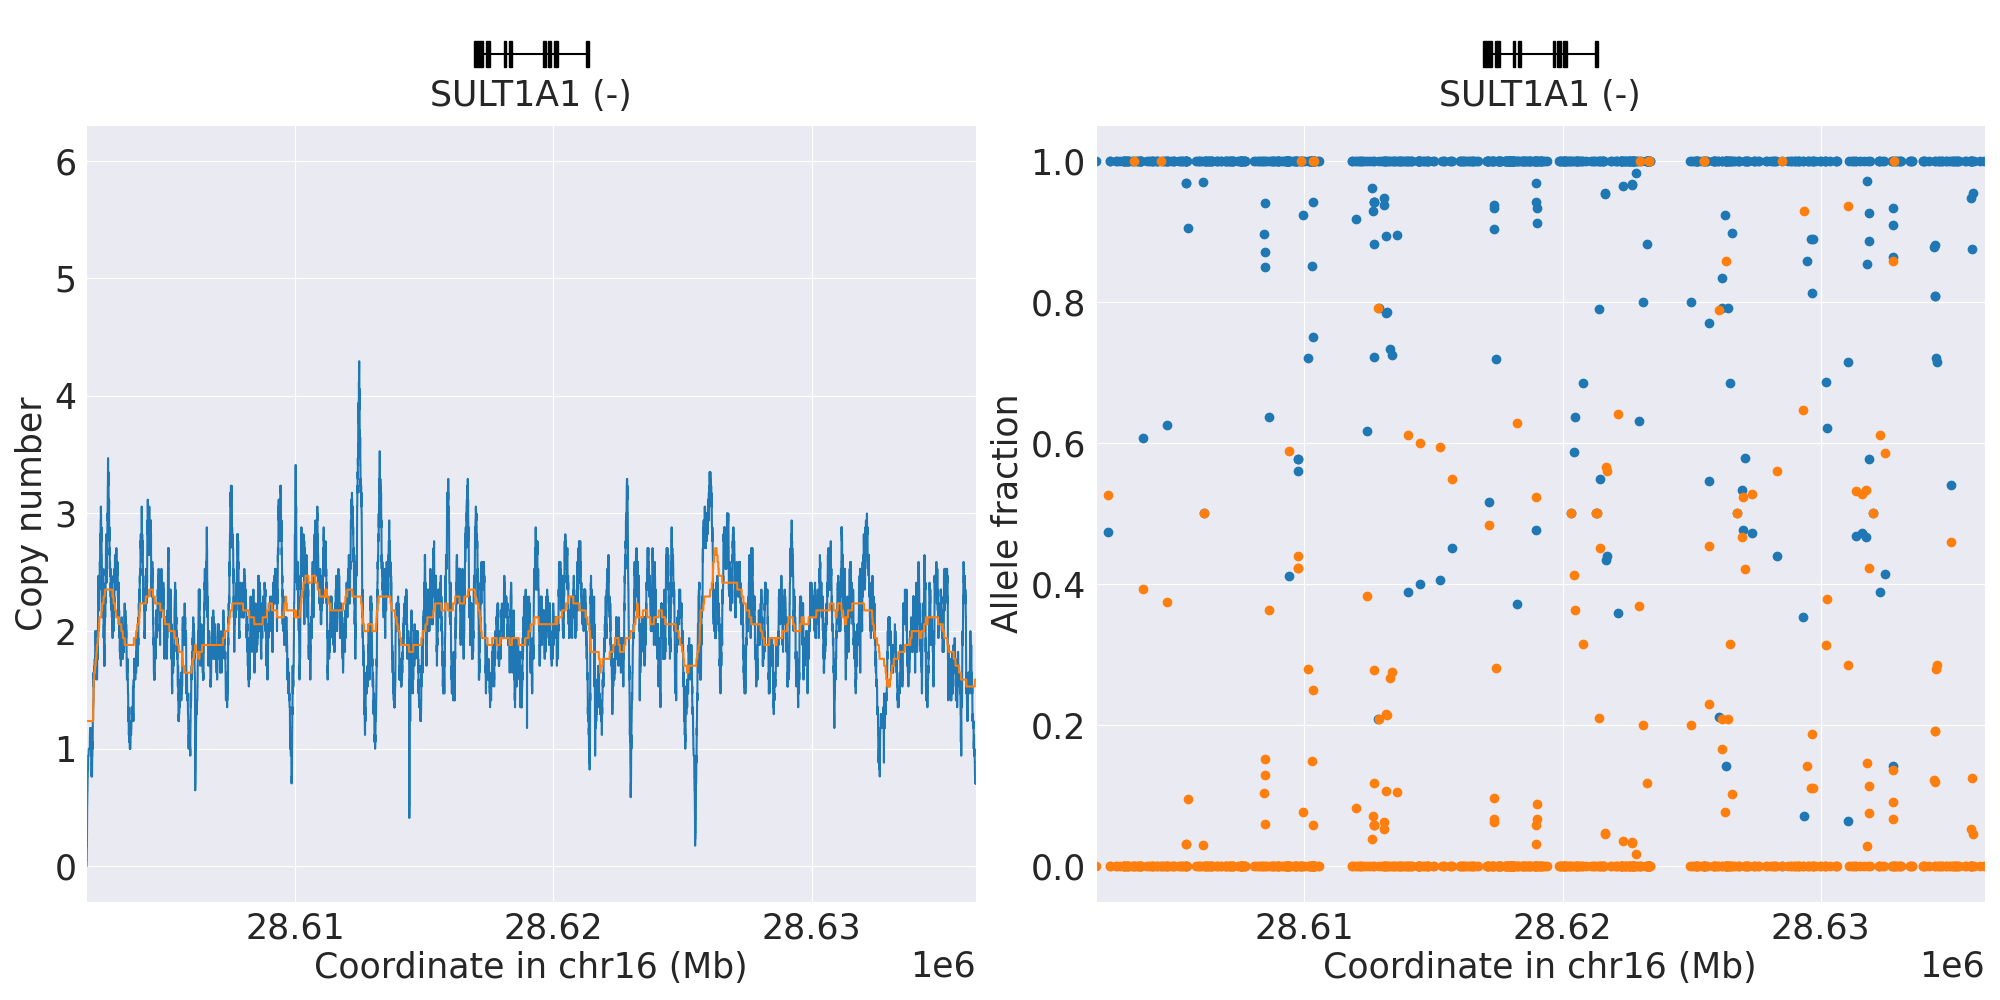 SULT1A1 (-)
Copy number
6
5
4
3
2
1
0
28.61
28.62
28.63
Coordinate in chr16 (Mb)
1e6
SULT1A1 (-)
Allele fraction
1.0
0.8
0.6
0.4
0.2
0.0
28.61
28.62
28.63
Coordinate in chr16 (Mb)
1e6